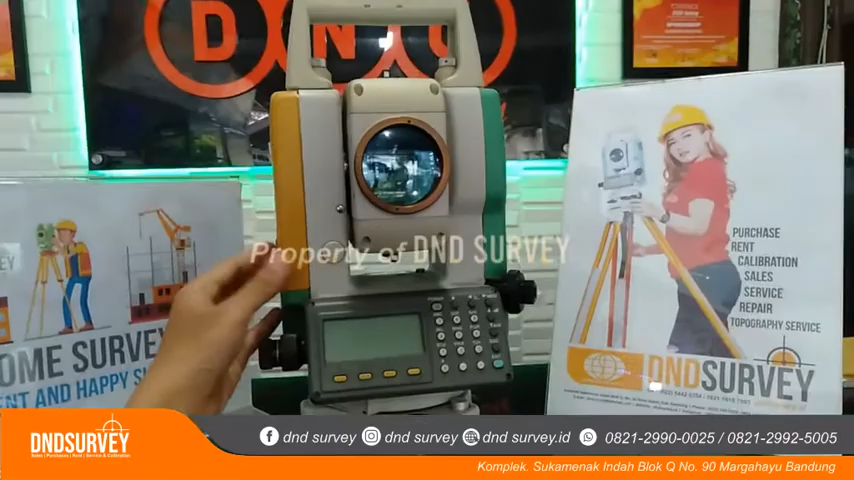 DND
Property of DND SURVEY
PURCHASE
RENT
CALIBRATION
SALES
SERVICE
REPAIR
TOPOGRAPHY SERVICE
OME SURVEY
ENT AND HAPPY
DNDSURVEY
DNDSURVEY
dnd survey dnd survey dnd survey.id 0821-2990-0025 / 0821-2992-5005
Komplek. Sukamenak Indah Blok Q No. 90 Margahayu Bandung